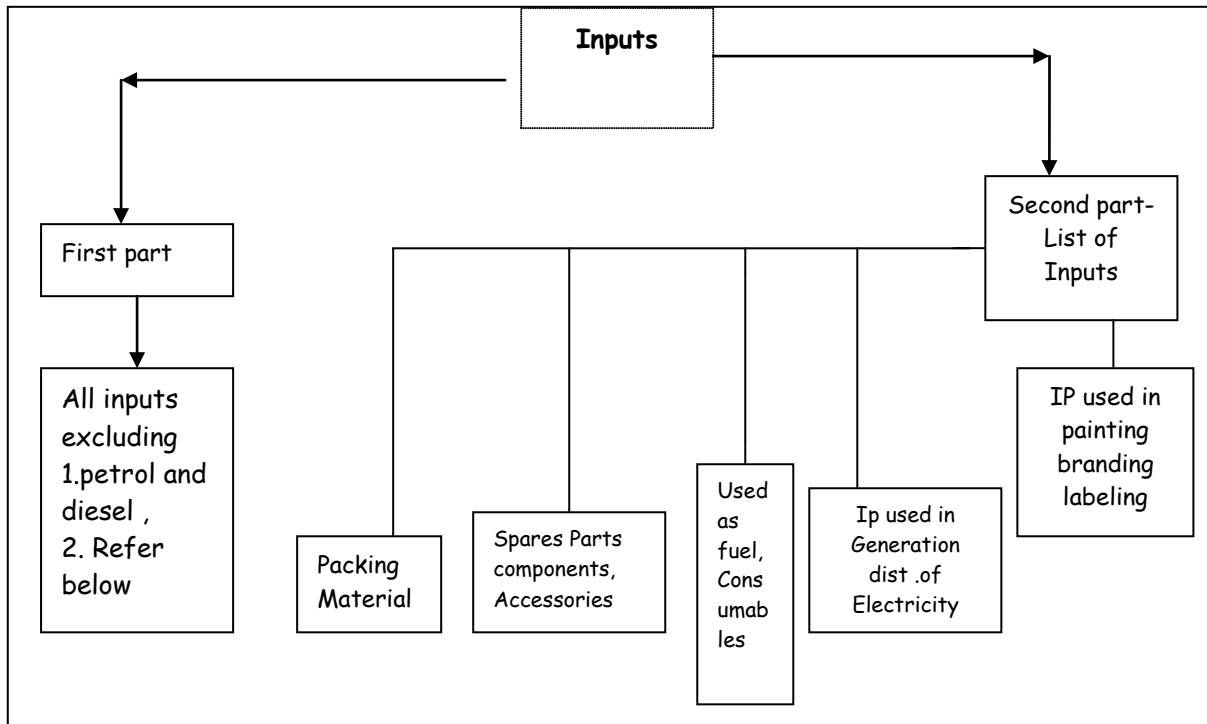 Inputs
First part
Second part-
List of
Inputs
All inputs
excluding
1.petrol and
diesel ,
2. Refer
below
Packing
Material
Spares Parts
components,
Accessories
Used
as
fuel,
Cons
umab
les
Ip used in
Generation
dist .of
Electricity
IP used in
painting
branding
labeling